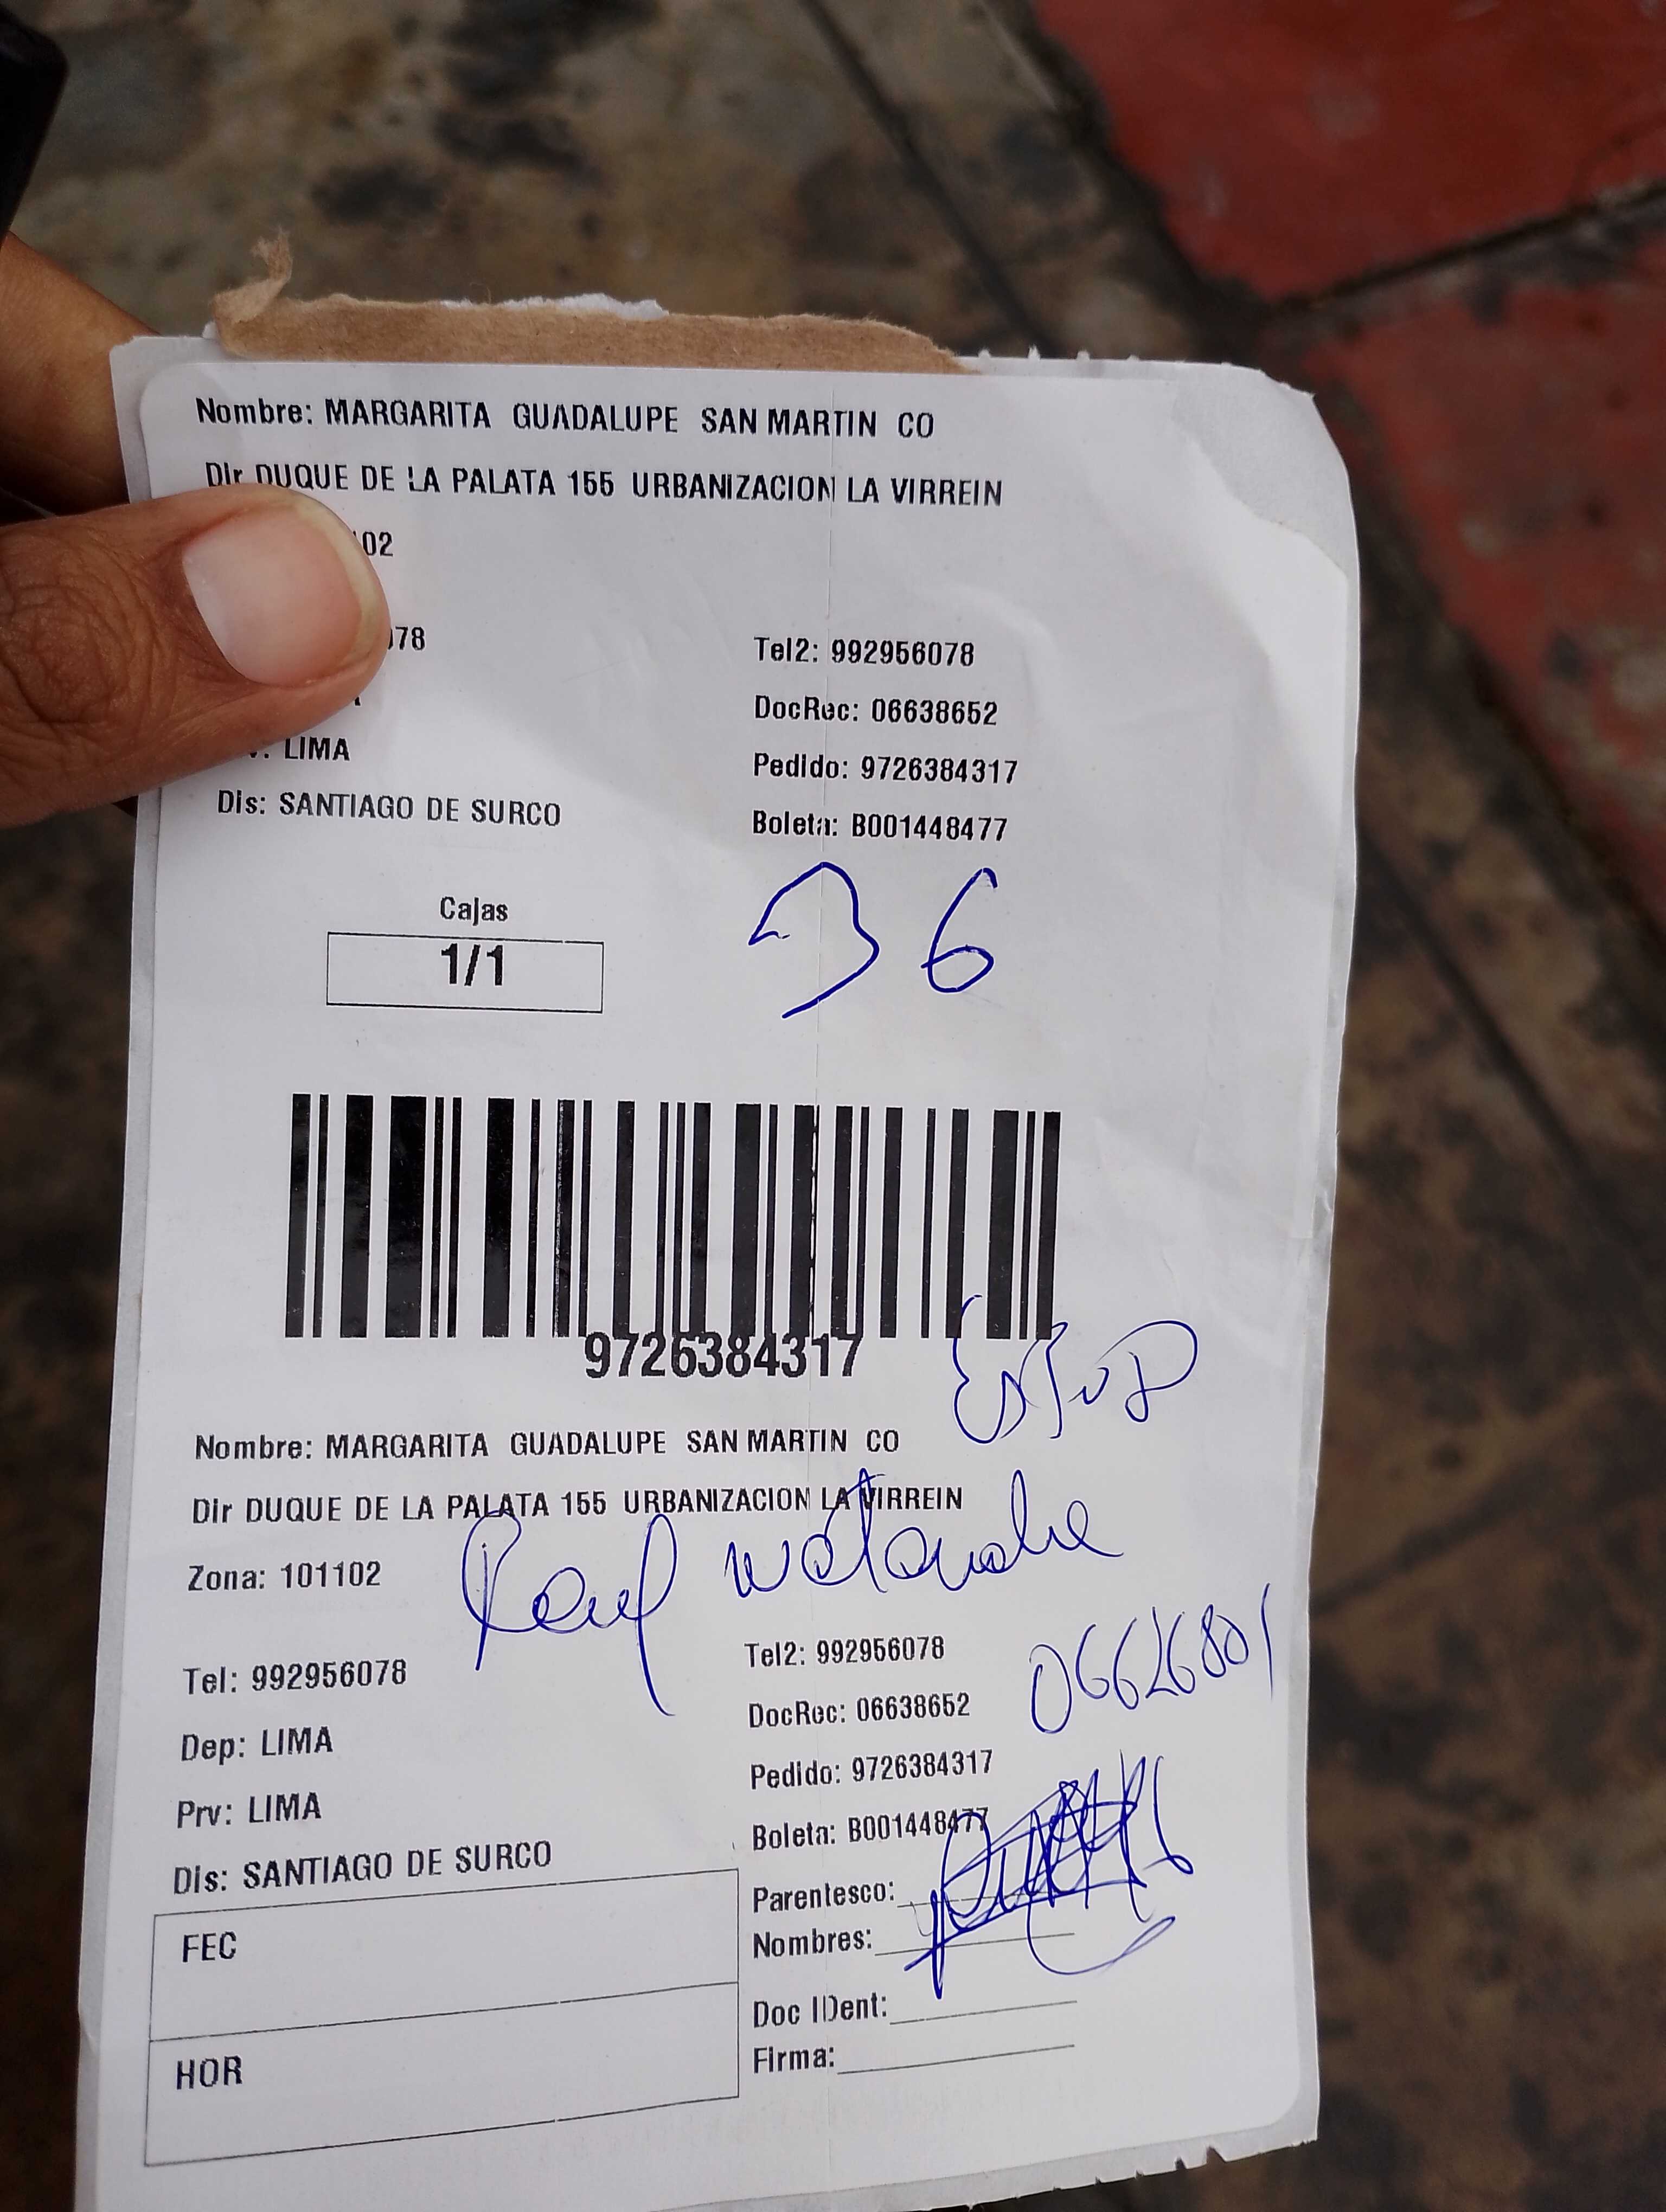 Nombre: MARGARITA GUADALUPE SAN MARTIN CO
Dir DUQUE DE LA PALATA 155 URBANIZACION LA VIRREIN
02
078
Tel2: 992956078
DocRec: 06638652
LIMA
Pedido: 9726384317
Dis: SANTIAGO DE SURCO
Boleta: B001448477
Cajas
1/1
36
9726384317
Nombre: MARGARITA GUADALUPE SAN MARTIN CO
Dir DUQUE DE LA PALATA 155 URBANIZACION LA VIRREIN
Zona: 101102
Raul Watanabe
Tel: 992956078
Tel2: 992956078
06626801
Dep: LIMA
DocRec: 06638652
Prv: LIMA
Pedido: 9726384317
Dis: SANTIAGO DE SURCO
Boleta: B001448477
Parentesco:
FEC
Nombres:
Doc IDent:
HOR
Firma: